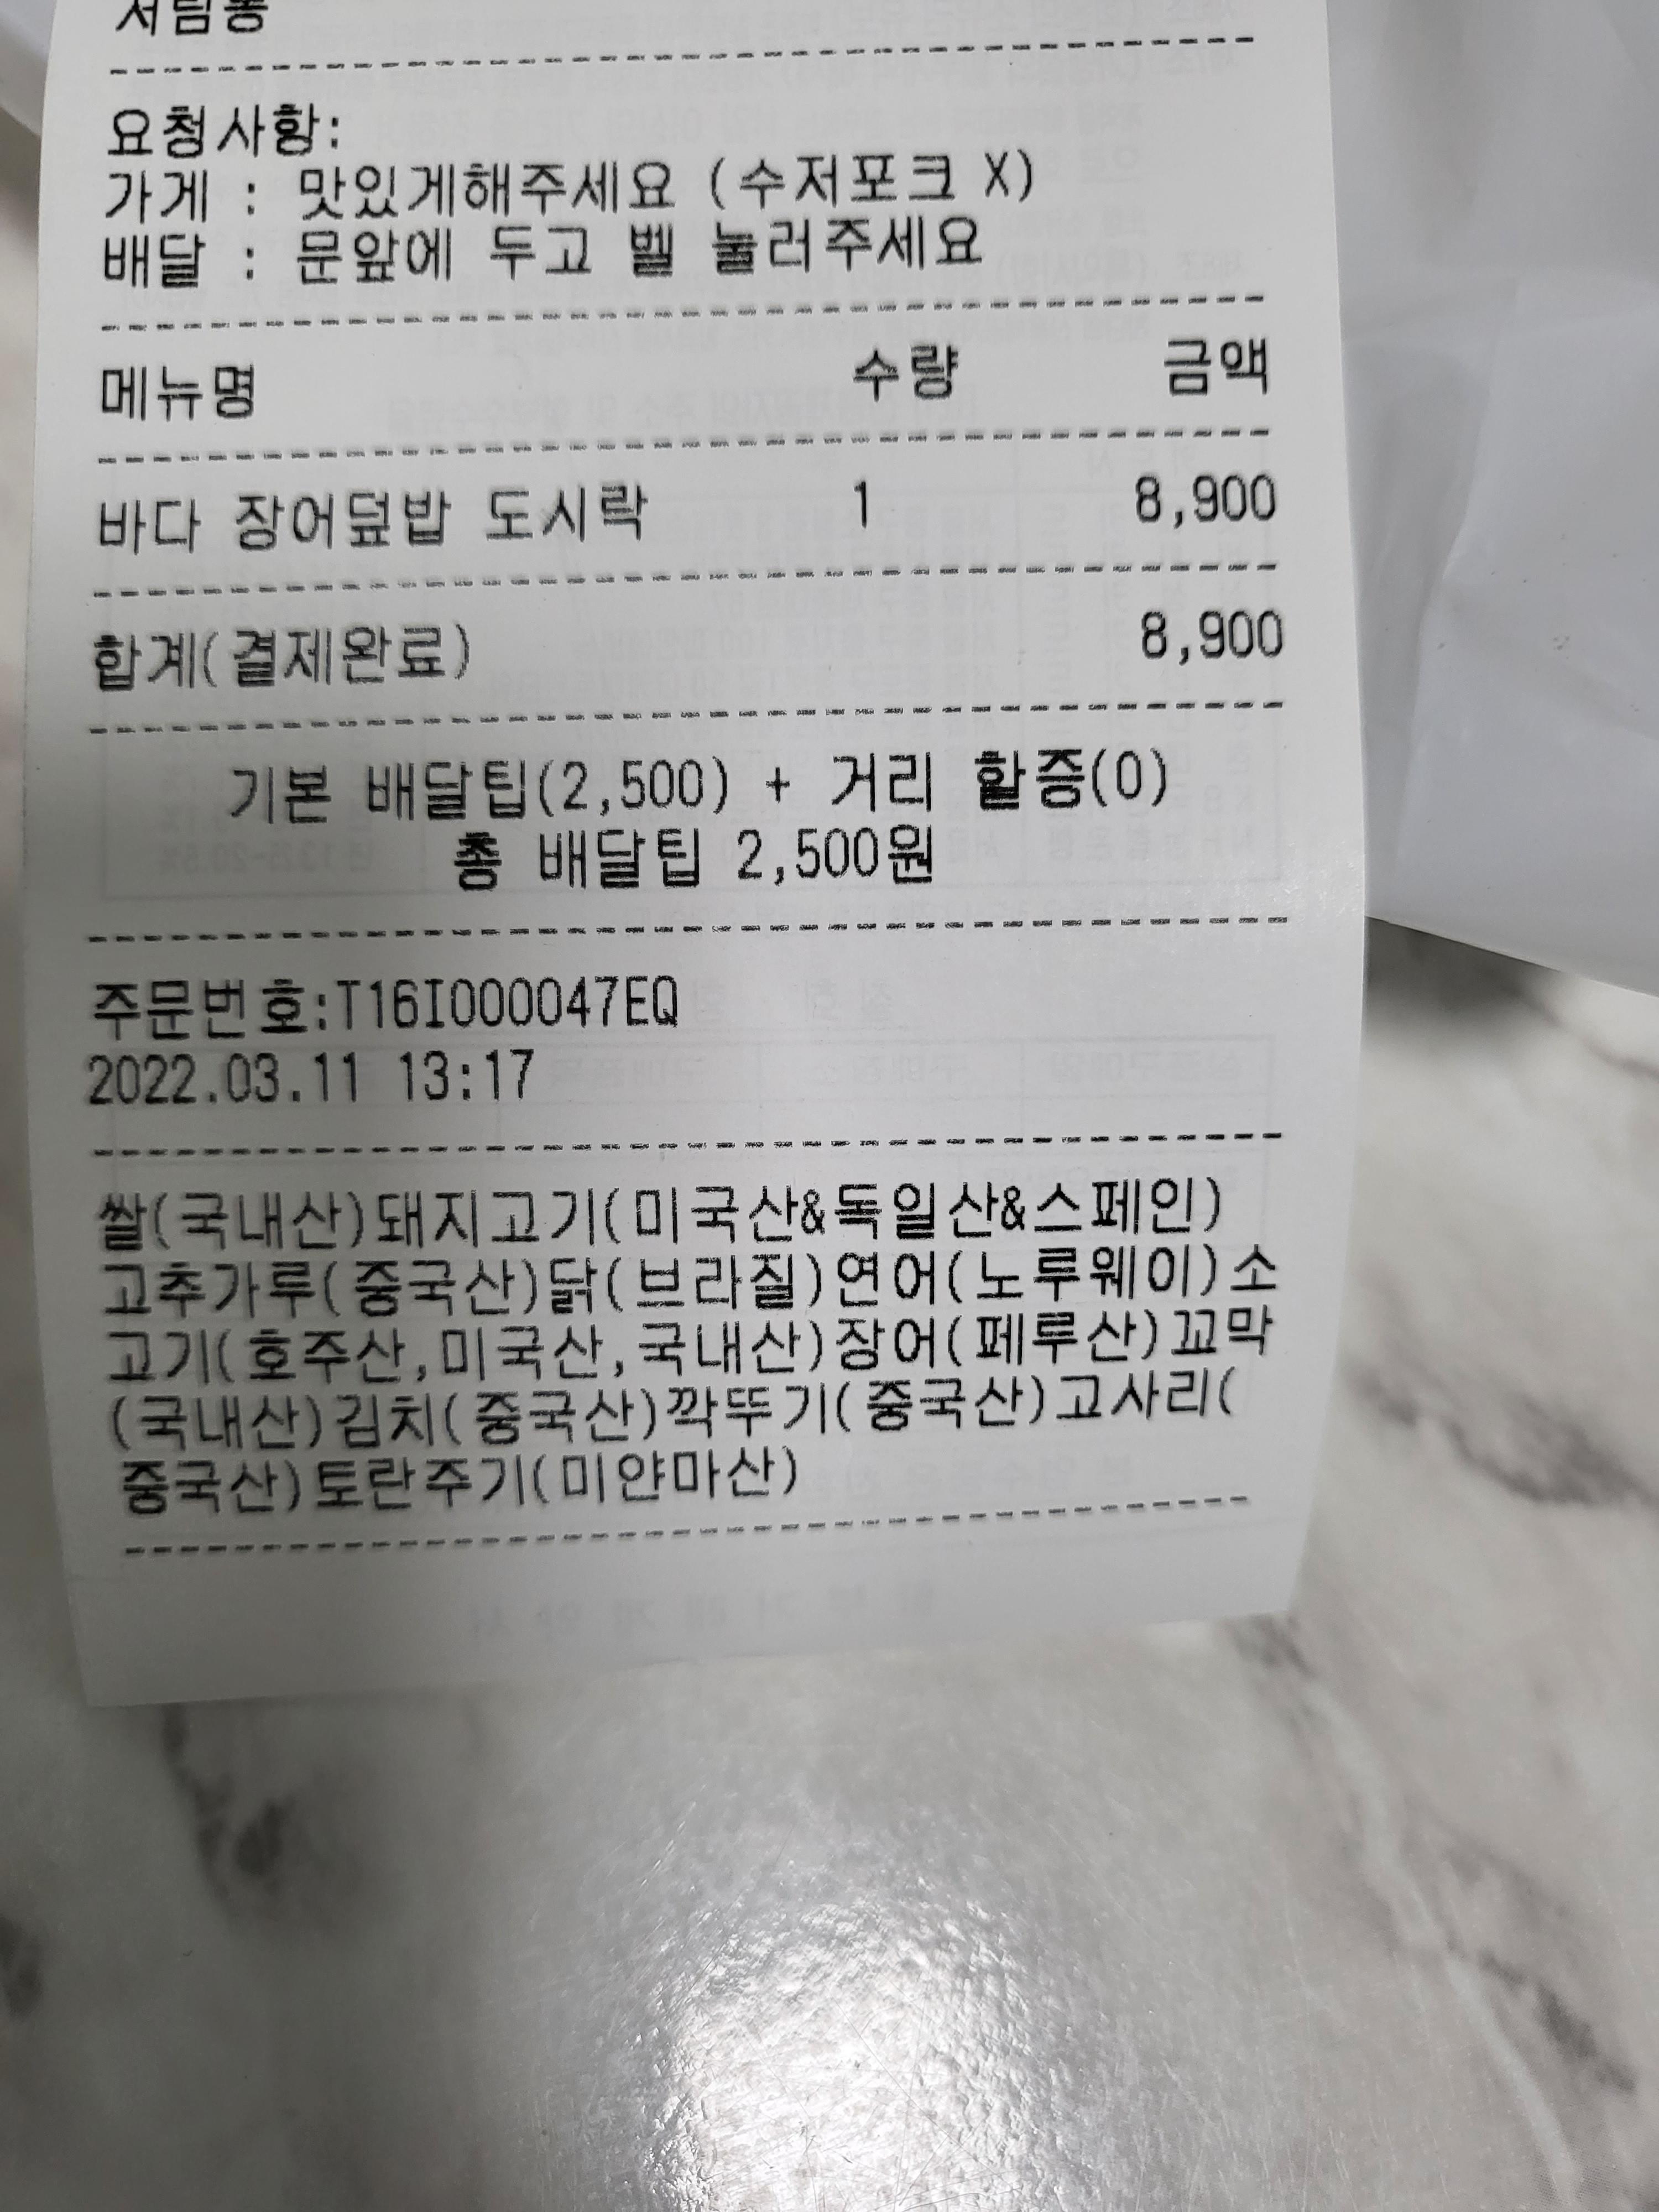 요청사항:
가게 : 맛있게해주세요 (수저포크 X)
배달 : 문앞에 두고 벨 눌러주세요
메뉴명 수량 금액
바다 장어덮밥 도시락 1 8,900
합계(결제완료) 8,900
기본 배달팁(2,500) + 거리 할증(0)
총 배달팁 2,500원
주문번호:T16I000047EQ
2022.03.11 13:17
쌀(국내산)돼지고기(미국산&독일산&스페인)
고추가루(중국산)닭(브라질)연어(노루웨이)소
고기(호주산,미국산,국내산)장어(페루산)꼬막
(국내산)김치(중국산)깍뚜기(중국산)고사리(
중국산)토란주기(미얀마산)